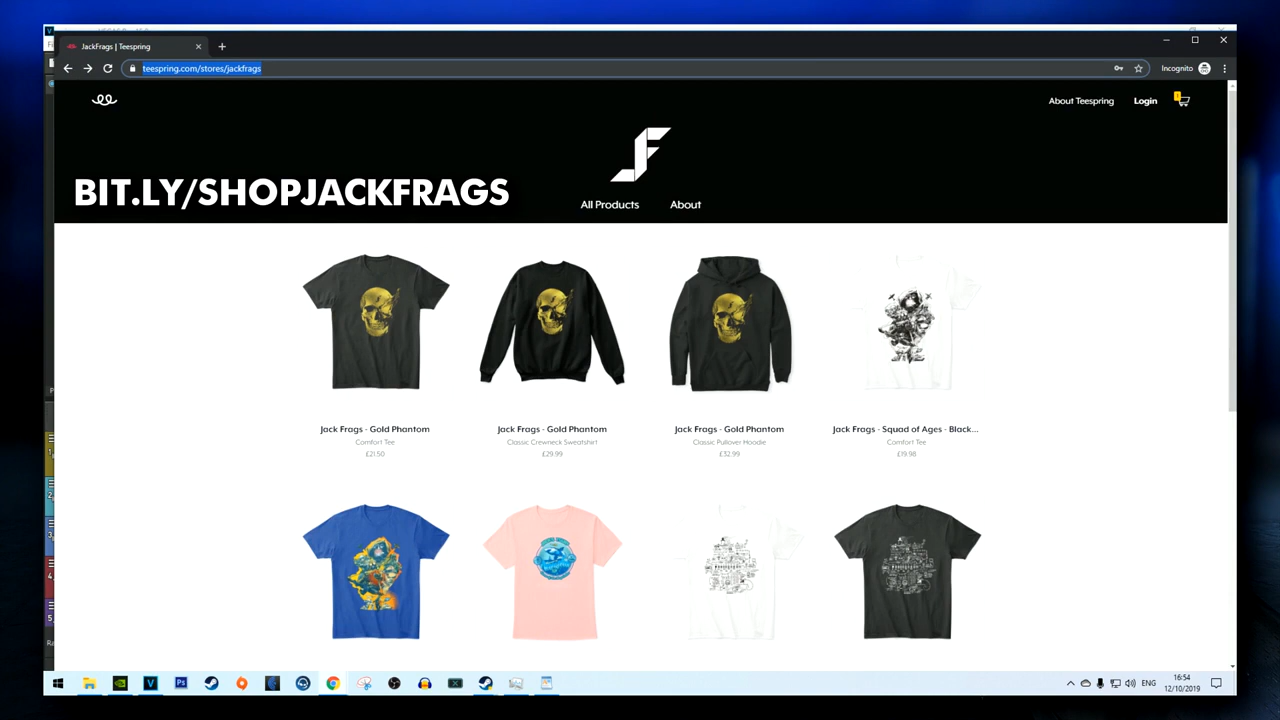 JackFrags | Teespring
teespring.com/stores/jackfrags
Incognito
About Teespring
Login
1
BIT.LY/SHOPJACKFRAGS
All Products
About
Jack Frags - Gold Phantom
Comfort Tee
£21.50
Jack Frags - Gold Phantom
Classic Crewneck Sweatshirt
£29.99
Jack Frags - Gold Phantom
Classic Pullover Hoodie
£32.99
Jack Frags - Squad of Ages - Black...
Comfort Tee
£19.98
ENG
16:54
12/10/2019